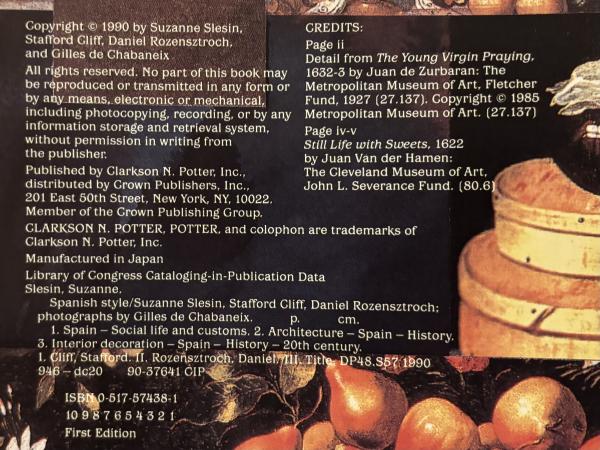 Copyright © 1990 by Suzanne Slesin,
Stafford Cliff, Daniel Rozensztroch,
and Gilles de Chabaneix
All rights reserved. No part of this book may
be reproduced or transmitted in any form or
by any means, electronic or mechanical,
including photocopying, recording, or by any
information storage and retrieval system,
without permission in writing from
the publisher.
Published by Clarkson N. Potter, Inc.,
distributed by Crown Publishers, Inc.,
201 East 50th Street, New York, NY, 10022.
Member of the Crown Publishing Group.
CLARKSON N. POTTER, POTTER, and colophon are trademarks of
Clarkson N. Potter, Inc.
Manufactured in Japan
Library of Congress Cataloging-in-Publication Data
Slesin, Suzanne.
Spanish style/Suzanne Slesin, Stafford Cliff, Daniel Rozensztroch;
photographs by Gilles de Chabaneix. p. cm.
1. Spain – Social life and customs. 2. Architecture – Spain – History.
3. Interior decoration – Spain – History – 20th century.
I. Cliff, Stafford. II. Rozensztroch, Daniel. III. Title. DP48.S57 1990
946 – dc20 90-37641 CIP
ISBN 0-517-57438-1
10 9 8 7 6 5 4 3 2 1
First Edition
CREDITS:
Page ii
Detail from The Young Virgin Praying,
1632-3 by Juan de Zurbaran: The
Metropolitan Museum of Art, Fletcher
Fund, 1927 (27.137). Copyright © 1985
Metropolitan Museum of Art. (27.137)
Page iv-v
Still Life with Sweets, 1622
by Juan Van der Hamen:
The Cleveland Museum of Art,
John L. Severance Fund. (80.6)